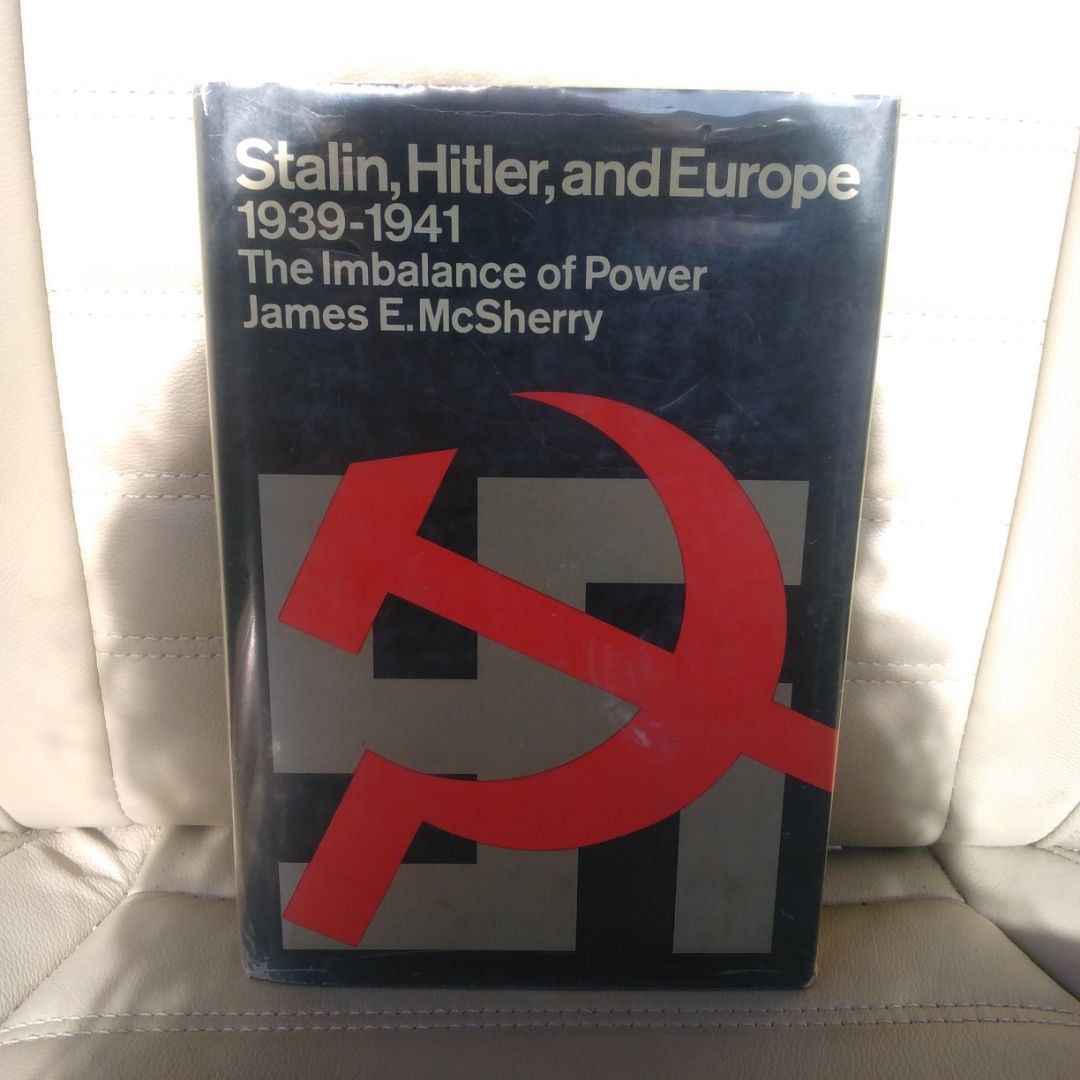 Stalin, Hitler, and Europe
1939-1941
The Imbalance of Power
James E. McSherry